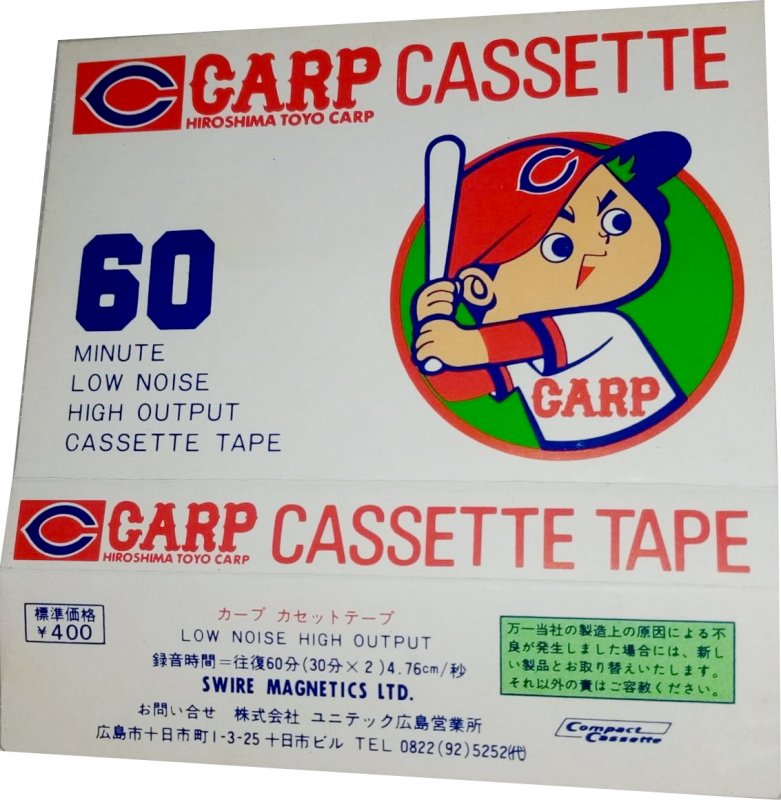 CARP CASSETTE
HIROSHIMA TOYO CARP
60
MINUTE
LOW NOISE
HIGH OUTPUT
CASSETTE TAPE
CARP
CARP CASSETTE TAPE
HIROSHIMA TOYO CARP
標準価格
¥400
カープ カセットテープ
LOW NOISE HIGH OUTPUT
録音時間=往復60分(30分×2)4.76cm/秒
SWIRE MAGNETICS LTD.
お問い合せ 株式会社 ユニテック広島営業所
広島市十日市町1-3-25 十日市ビル TEL 0822(92)5252㈹
万一当社の製造上の原因による不
良が発生しました場合には、新し
い製品とお取り替えいたします。
それ以外の責はご容赦ください。
Compact
Cassette